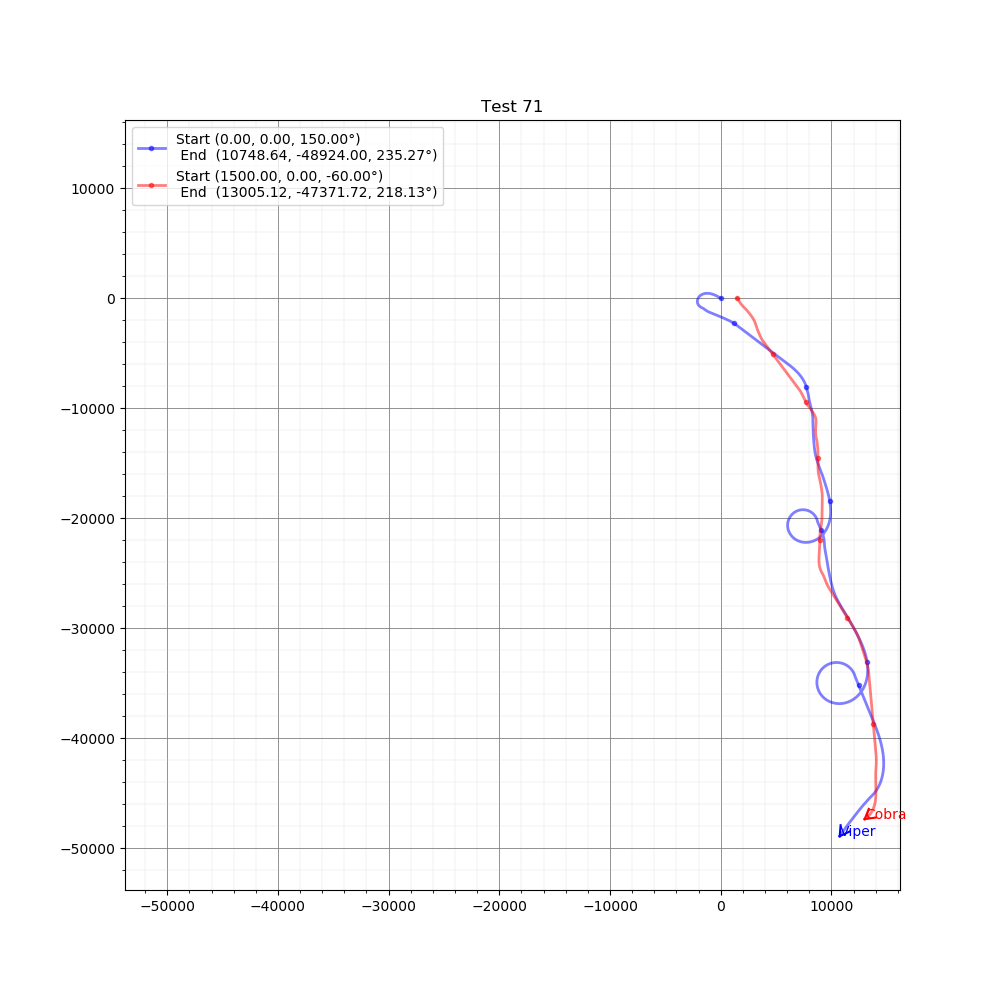 Test 71
Start (0.00, 0.00, 150.00°)
End (10748.64, -48924.00, 235.27°)
Start (1500.00, 0.00, -60.00°)
End (13005.12, -47371.72, 218.13°)
10000
0
−10000
−20000
−30000
−40000
−50000
Cobra
Viper
−50000 −40000 −30000 −20000 −10000 0 10000